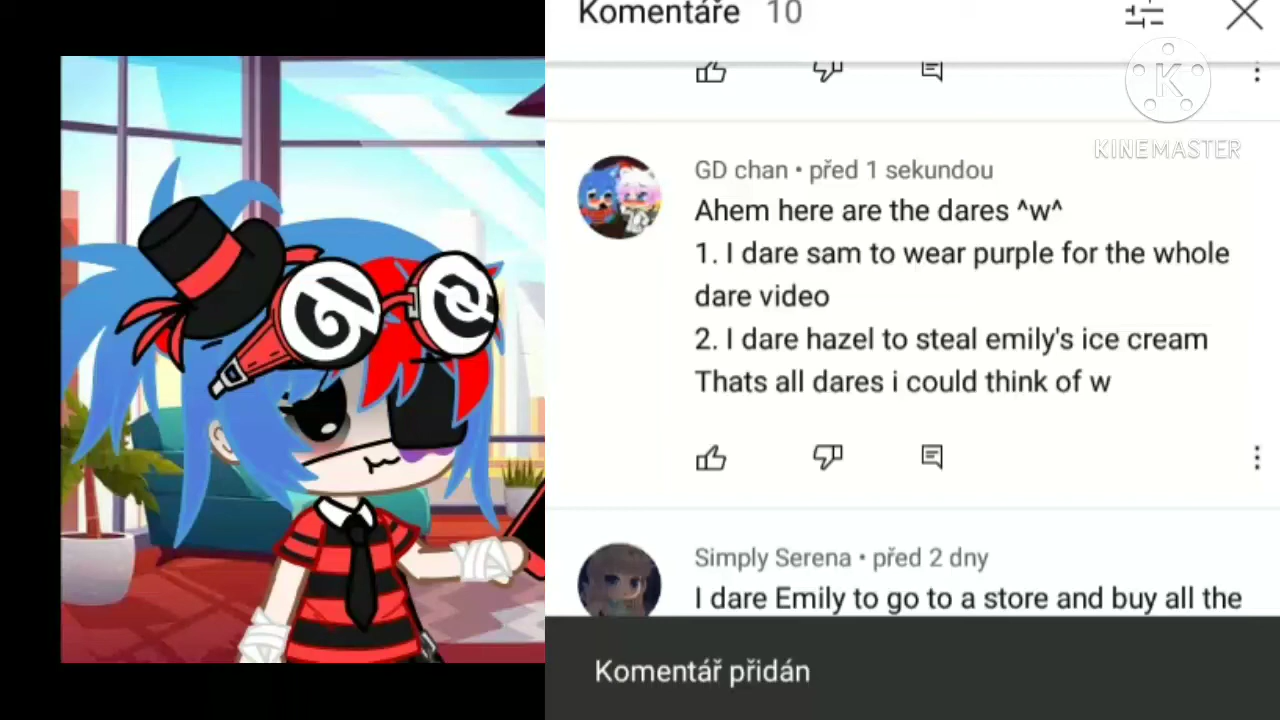 Komentáře 10
K
KINEMASTER
GD chan • před 1 sekundou
Ahem here are the dares ^w^
1. I dare sam to wear purple for the whole
dare video
2. I dare hazel to steal emily's ice cream
Thats all dares i could think of w
Simply Serena • před 2 dny
I dare Emily to go to a store and buy all the
Komentář přidán